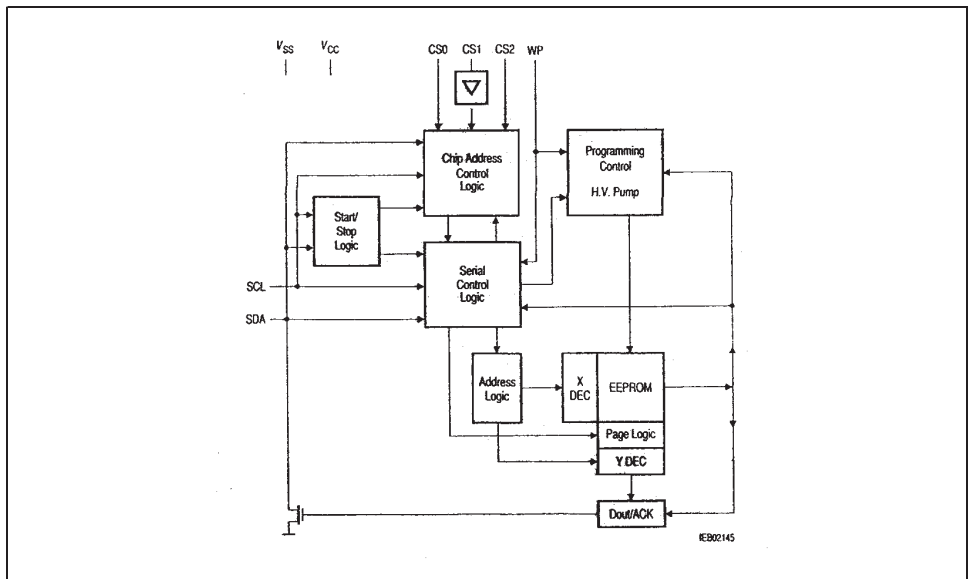 VSS VCC CS0 CS1 CS2 WP
Chip Address
Control
Logic
Programming
Control
H.V. Pump
Start/
Stop
Logic
Serial
Control
Logic
SCL
SDA
Address
Logic
X
DEC
EEPROM
Page Logic
Y DEC
Dout/ACK
IEB02145